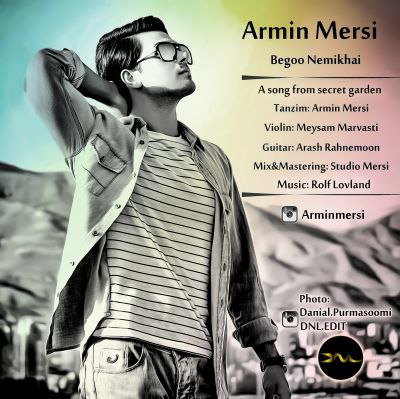 Armin Mersi
Begoo Nemikhai
A song from secret garden
Tanzim: Armin Mersi
Violin: Meysam Marvasti
Guitar: Arash Rahnemoon
Mix&Mastering: Studio Mersi
Music: Rolf Lovland
Arminmersi
Photo:
Danial.Purmasoomi
DNL.EDIT
DNL